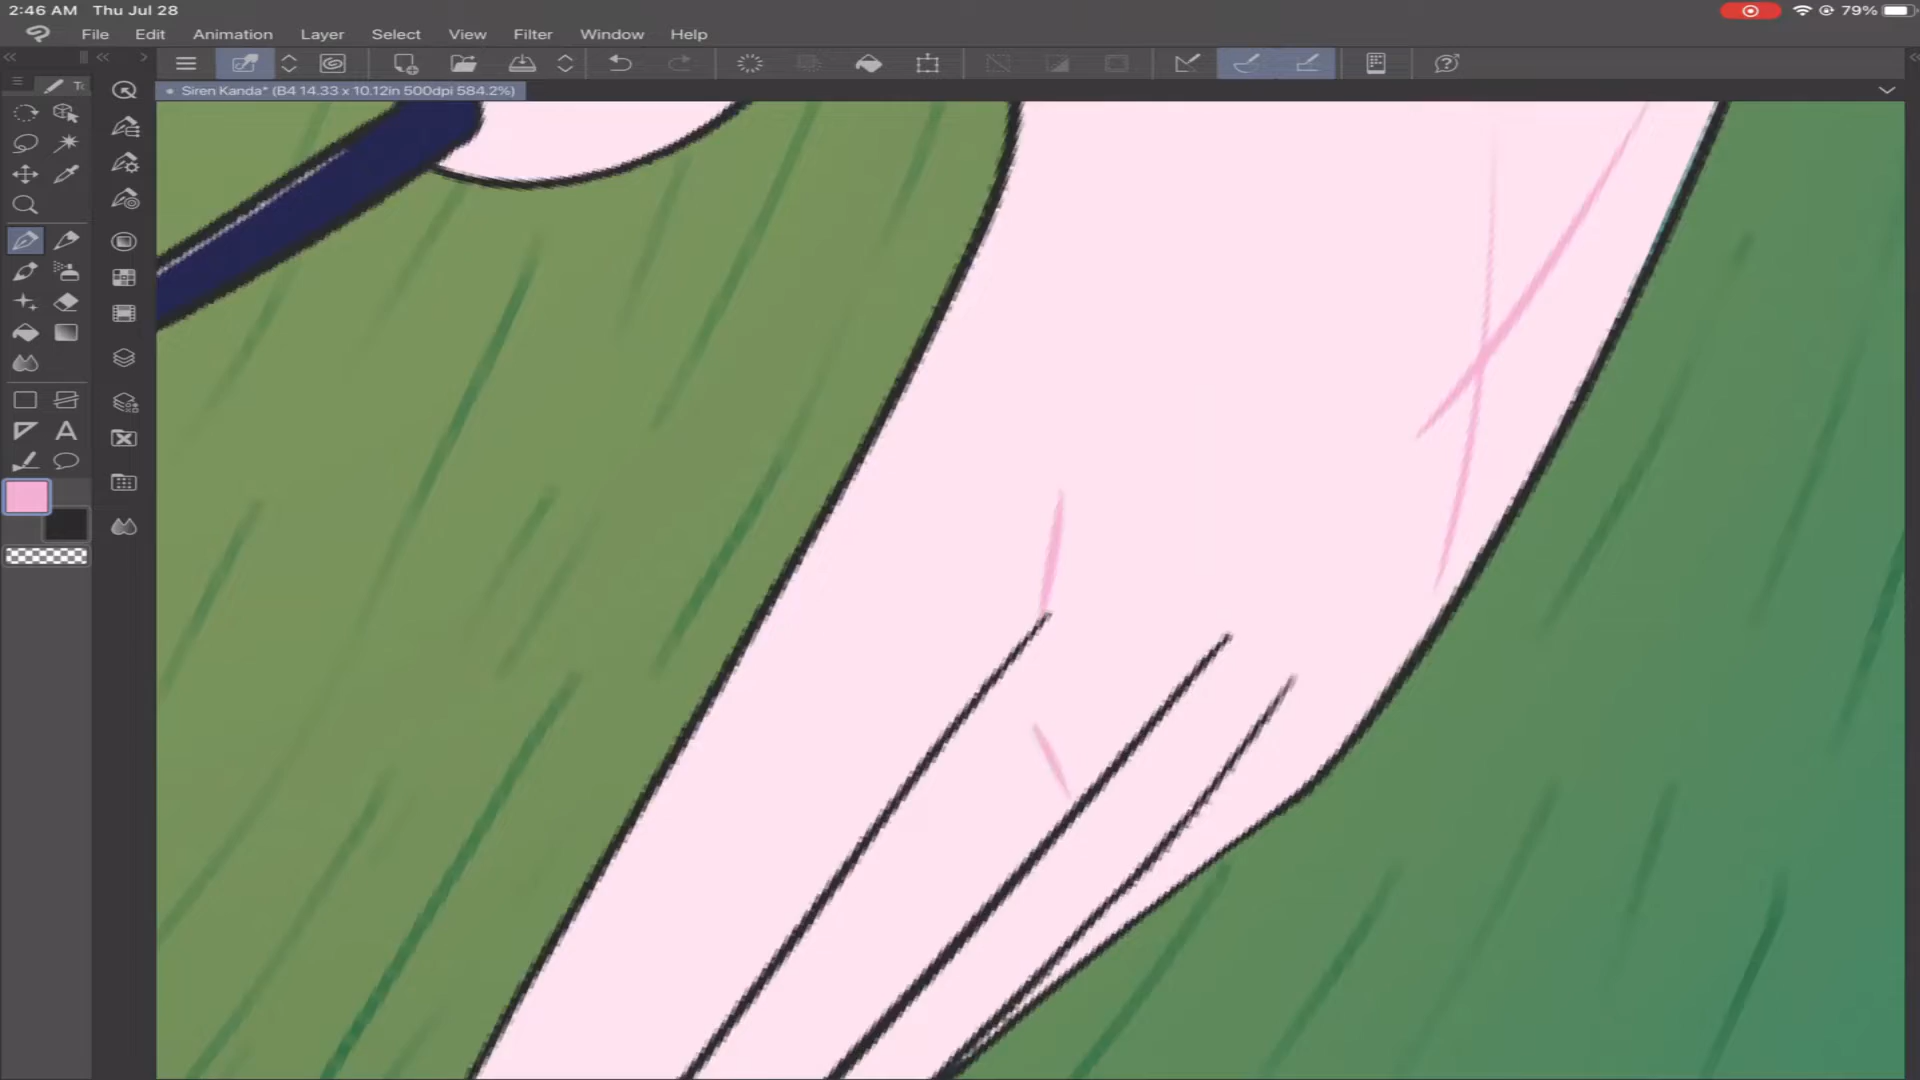 2:46 AM Thu Jul 28
79%
File Edit Animation Layer Select View Filter Window Help
Siren Kanda* (B4 14.33 x 10.12in 500dpi 584.2%)
A